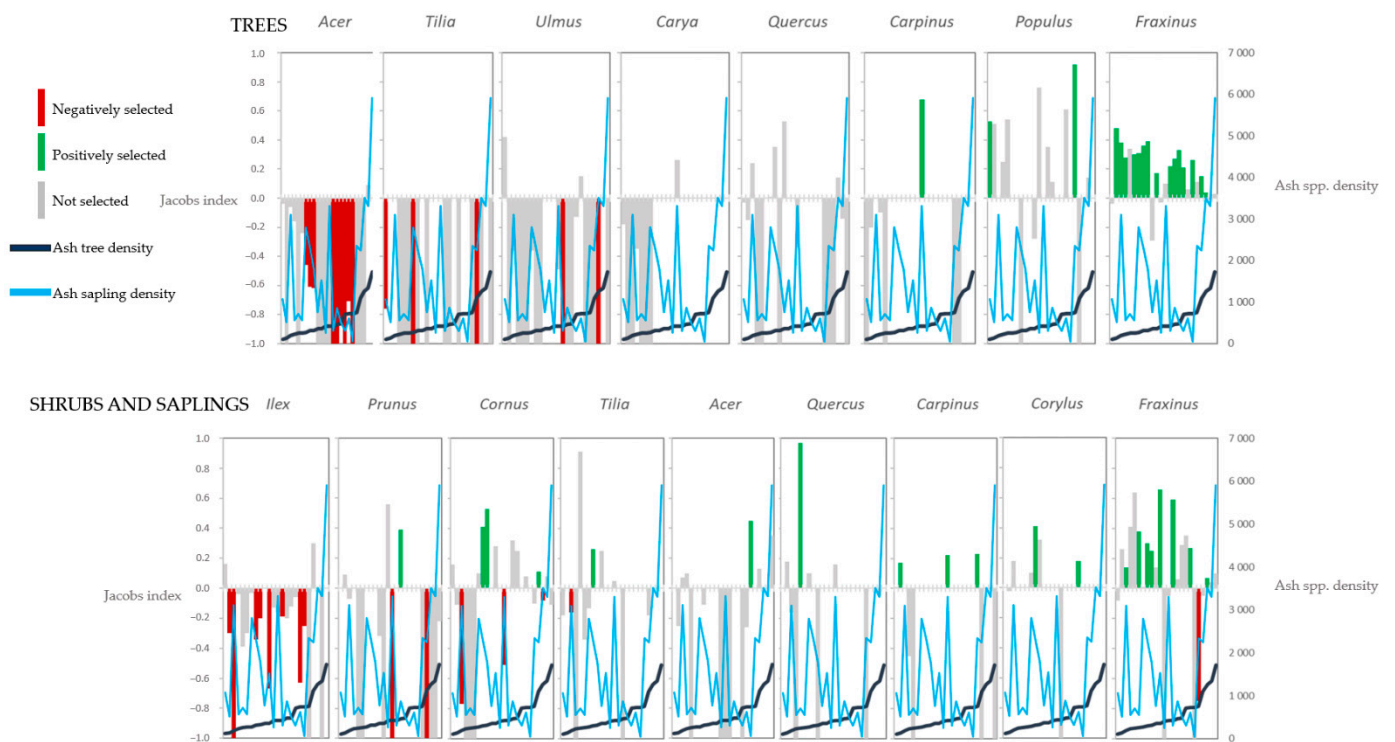 TREES Acer Tilia Ulmus Carya Quercus Carpinus Populus Fraxinus
1.0 7 000
0.8 6 000
Negatively selected
0.6
5 000
Positively selected
0.4
0.2 4 000
Not selected
Jacobs index 0.0 Ash spp. density
−0.2 3 000
Ash tree density
−0.4
2 000
Ash sapling density
−0.6
1 000
−0.8
−1.0 0
SHRUBS AND SAPLINGS Ilex Prunus Cornus Tilia Acer Quercus Carpinus Corylus Fraxinus
1.0 7 000
0.8 6 000
0.6
5 000
0.4
0.2 4 000
Jacobs index 0.0 Ash spp. density
−0.2 3 000
−0.4
2 000
−0.6
1 000
−0.8
−1.0 0